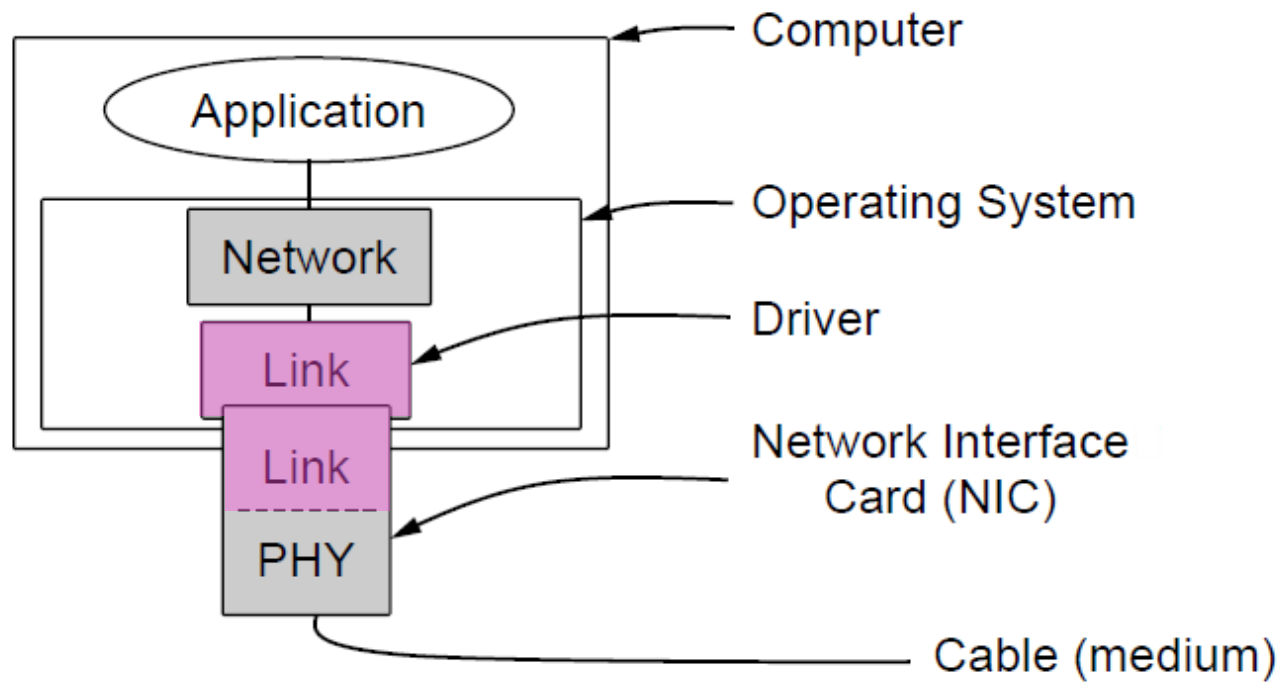 Computer
Application
Operating System
Network
Driver
Link
Network Interface
Card (NIC)
Link
PHY
Cable (medium)